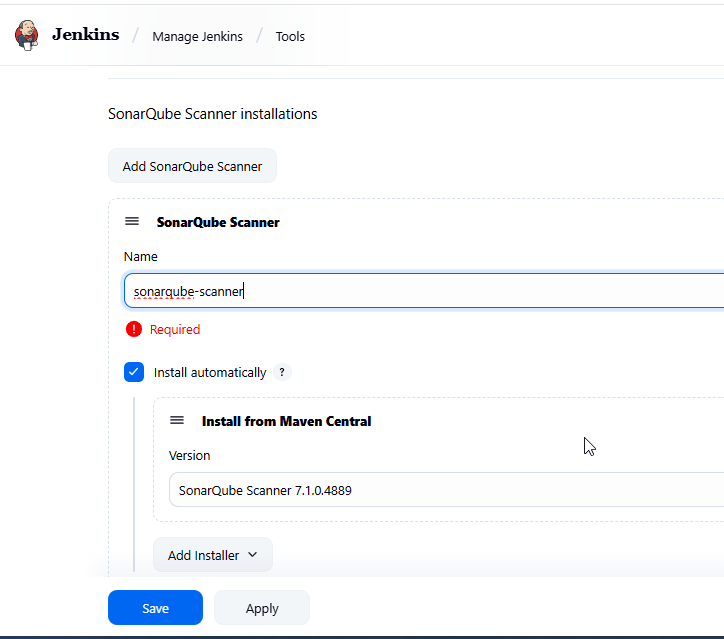 Jenkins / Manage Jenkins / Tools
SonarQube Scanner installations
Add SonarQube Scanner
SonarQube Scanner
Name
sonarqube-scanner
! Required
Install automatically ?
Install from Maven Central
Version
SonarQube Scanner 7.1.0.4889
Add Installer
Save Apply